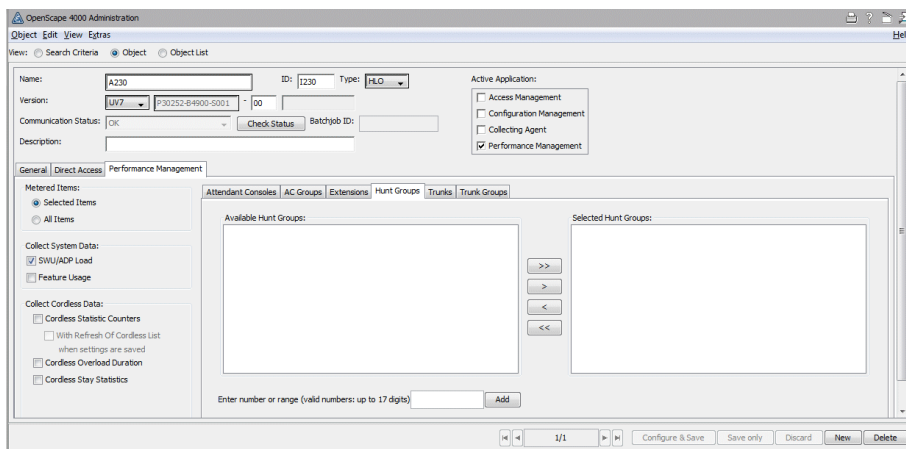 OpenScape 4000 Administration
Object Edit View Extras
Hel
View: Search Criteria Object Object List
Name: A230 ID: I230 Type: HLO
Version: UV7 P30252-B4900-S001 - 00
Communication Status: OK Check Status Batchjob ID:
Description:
Active Application:
Access Management
Configuration Management
Collecting Agent
Performance Management
General Direct Access Performance Management
Metered Items:
Selected Items
All Items
Collect System Data:
SWU/ADP Load
Feature Usage
Collect Cordless Data:
Cordless Statistic Counters
With Refresh Of Cordless List
when settings are saved
Cordless Overload Duration
Cordless Stay Statistics
Attendant Consoles AC Groups Extensions Hunt Groups Trunks Trunk Groups
Available Hunt Groups: Selected Hunt Groups:
>>
>
<
<<
Enter number or range (valid numbers: up to 17 digits) Add
1/1 Configure & Save Save only Discard New Delete